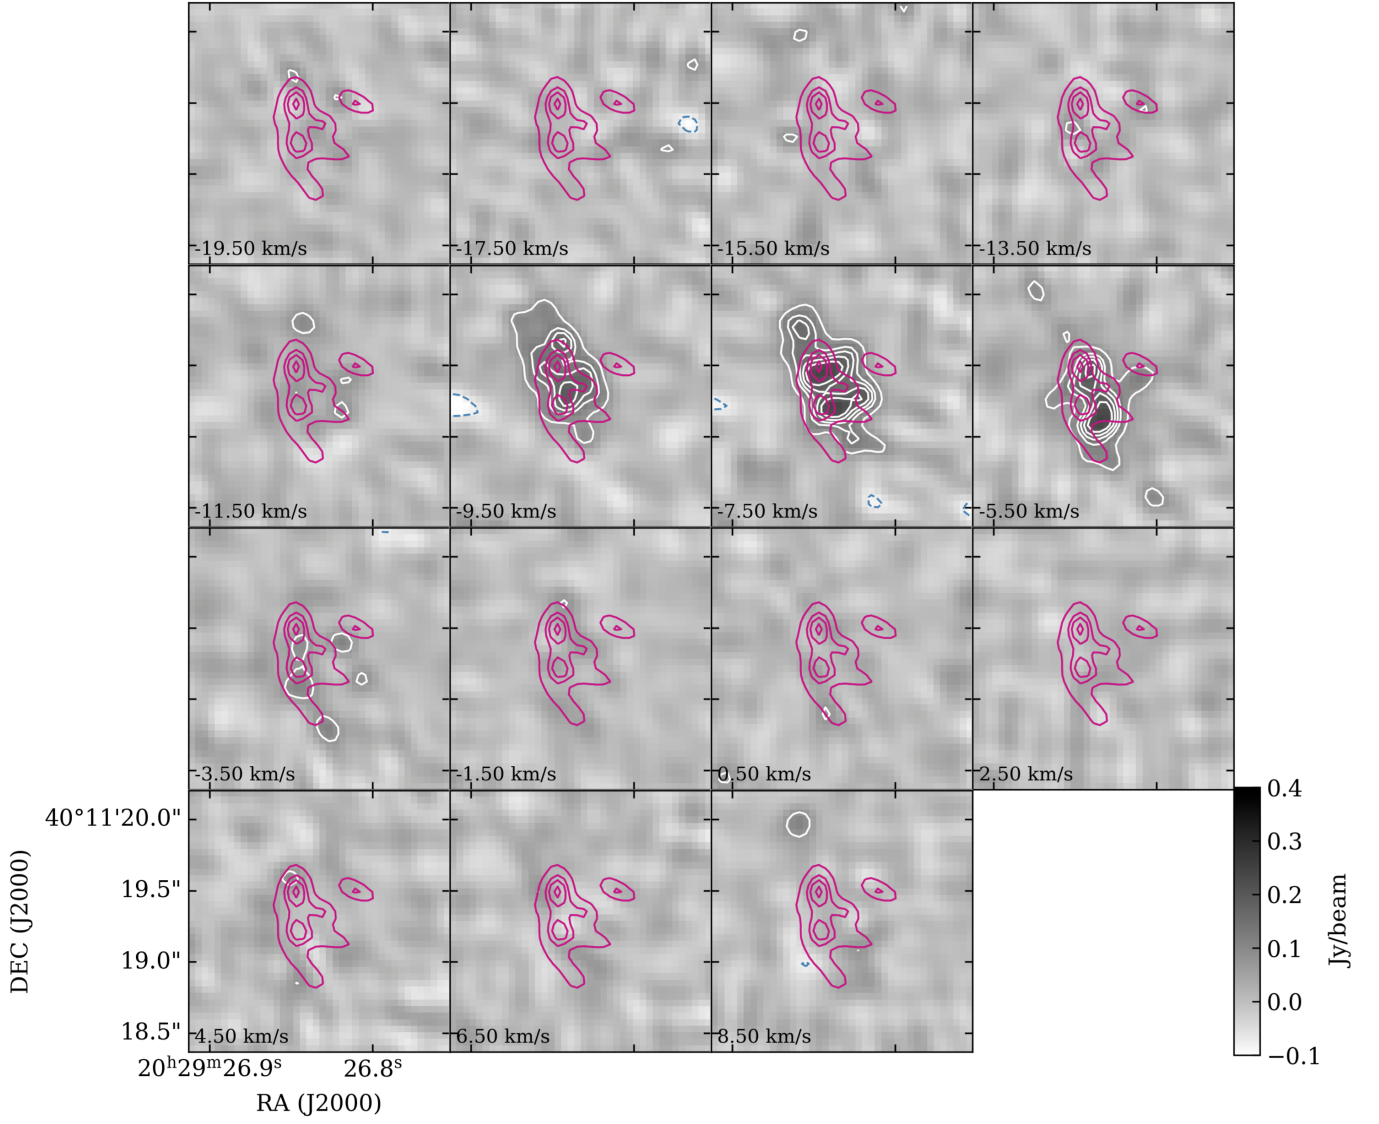 -19.50 km/s
-17.50 km/s
-15.50 km/s
-13.50 km/s
-11.50 km/s
-9.50 km/s
-7.50 km/s
-5.50 km/s
-3.50 km/s
-1.50 km/s
0.50 km/s
2.50 km/s
4.50 km/s
6.50 km/s
8.50 km/s
40°11'20.0"
19.5"
19.0"
18.5"
DEC (J2000)
20ʰ29ᵐ26.9ˢ
26.8ˢ
RA (J2000)
0.4
0.3
0.2
0.1
0.0
−0.1
Jy/beam